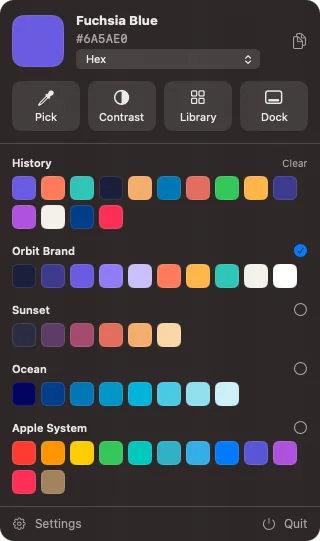 Fuchsia Blue
#6A5AE0
Hex
Pick
Contrast
Library
Dock
History
Clear
Orbit Brand
Sunset
Ocean
Apple System
Settings
Quit